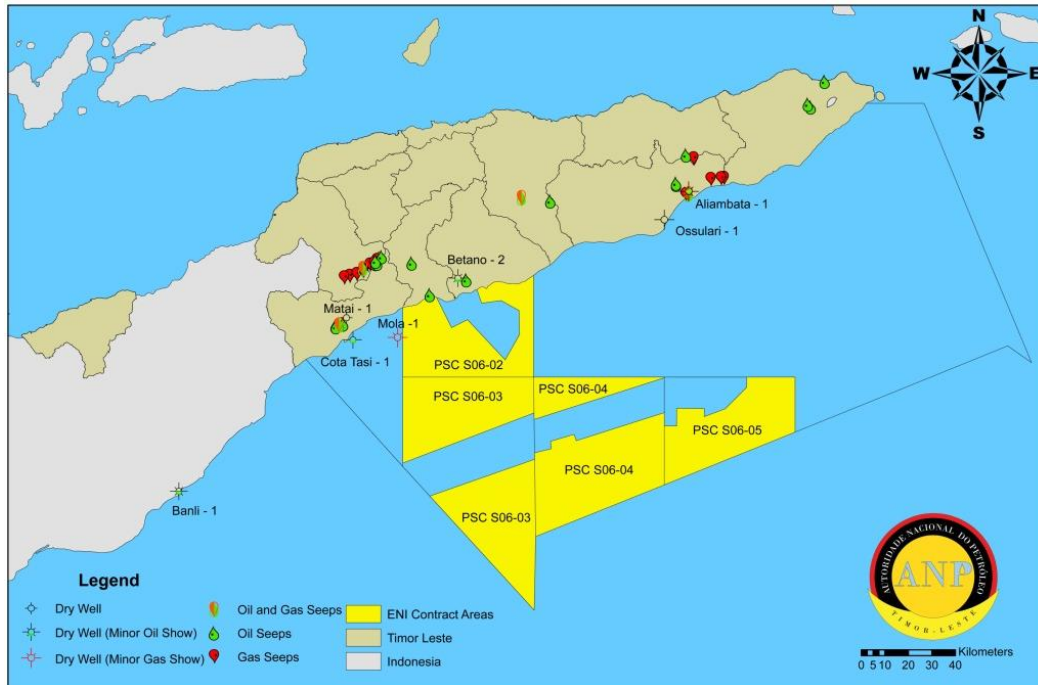 N
W E
S
Aliambata - 1
Ossulari - 1
Betano - 2
Matai - 1
Mola -1
Cota Tasi - 1
PSC S06-02
PSC S06-03
PSC S06-04
PSC S06-05
PSC S06-04
PSC S06-03
Banli - 1
Legend
Dry Well
Dry Well (Minor Oil Show)
Dry Well (Minor Gas Show)
Oil and Gas Seeps
Oil Seeps
Gas Seeps
ENI Contract Areas
Timor Leste
Indonesia
AUTORIDADE NACIONAL DO PETRÓLEO
ANP
TIMOR-LESTE
Kilometers
0 5 10 20 30 40